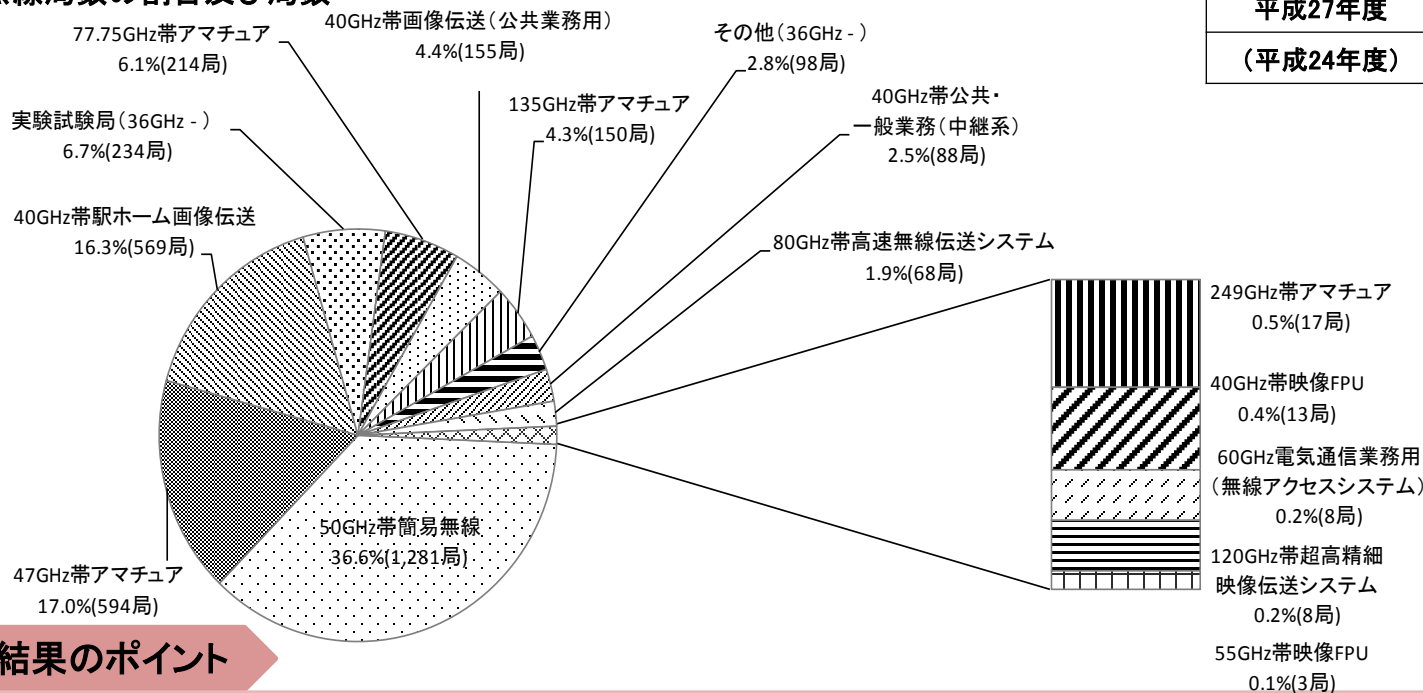 平成27年度
(平成24年度)
77.75GHz帯アマチュア
6.1%(214局)
40GHz帯画像伝送(公共業務用)
4.4%(155局)
その他(36GHz - )
2.8%(98局)
実験試験局(36GHz - )
6.7%(234局)
135GHz帯アマチュア
4.3%(150局)
40GHz帯公共・
一般業務(中継系)
2.5%(88局)
40GHz帯駅ホーム画像伝送
16.3%(569局)
80GHz帯高速無線伝送システム
1.9%(68局)
249GHz帯アマチュア
0.5%(17局)
40GHz帯映像FPU
0.4%(13局)
60GHz電気通信業務用
(無線アクセスシステム)
0.2%(8局)
120GHz帯超高精細
映像伝送システム
0.2%(8局)
55GHz帯映像FPU
0.1%(3局)
50GHz帯簡易無線
36.6%(1,281局)
47GHz帯アマチュア
17.0%(594局)
結果のポイント